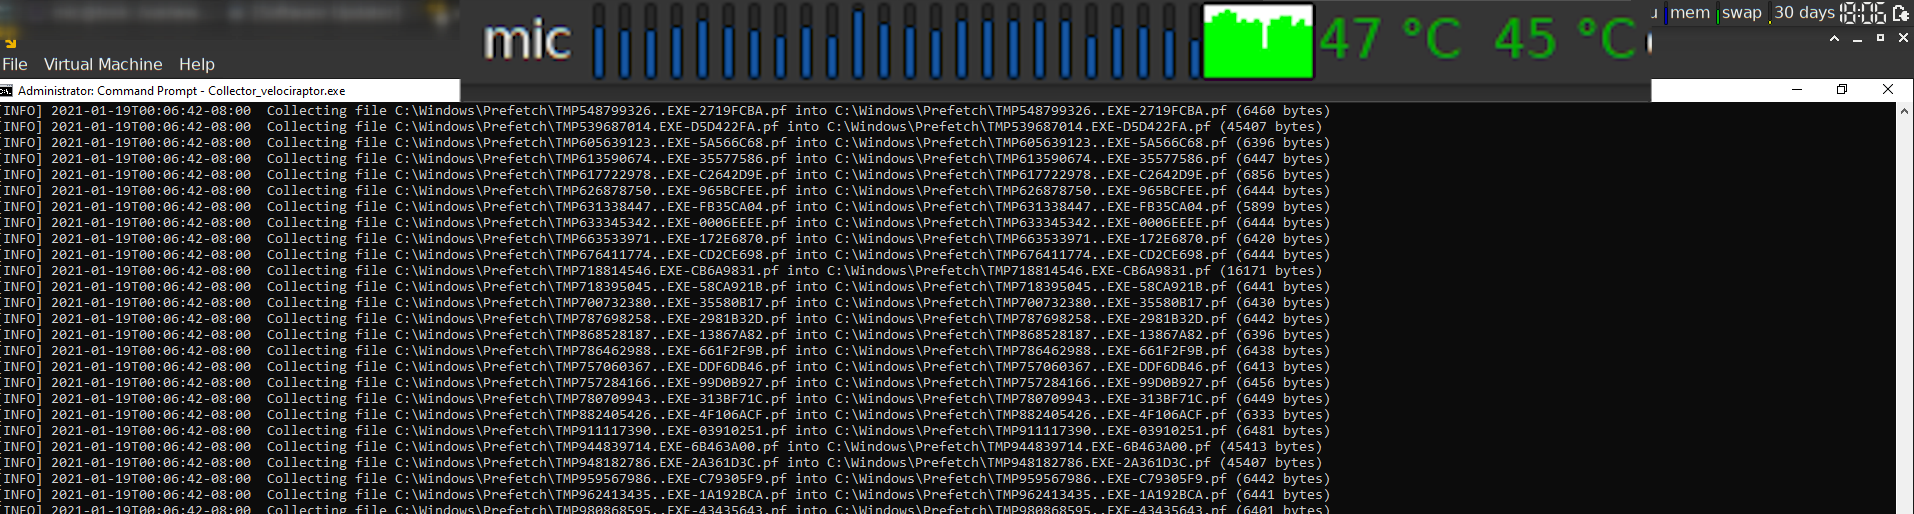 mic
47 °C 45 °C
mem swap 30 days 18:06
File Virtual Machine Help
Administrator: Command Prompt - Collector_velociraptor.exe
[INFO] 2021-01-19T00:06:42-08:00 Collecting file C:\Windows\Prefetch\TMP548799326..EXE-2719FCBA.pf into C:\Windows\Prefetch\TMP548799326..EXE-2719FCBA.pf (6460 bytes)
[INFO] 2021-01-19T00:06:42-08:00 Collecting file C:\Windows\Prefetch\TMP539687014.EXE-D5D422FA.pf into C:\Windows\Prefetch\TMP539687014.EXE-D5D422FA.pf (45407 bytes)
[INFO] 2021-01-19T00:06:42-08:00 Collecting file C:\Windows\Prefetch\TMP605639123..EXE-5A566C68.pf into C:\Windows\Prefetch\TMP605639123..EXE-5A566C68.pf (6396 bytes)
[INFO] 2021-01-19T00:06:42-08:00 Collecting file C:\Windows\Prefetch\TMP613590674..EXE-35577586.pf into C:\Windows\Prefetch\TMP613590674..EXE-35577586.pf (6447 bytes)
[INFO] 2021-01-19T00:06:42-08:00 Collecting file C:\Windows\Prefetch\TMP617722978..EXE-C2642D9E.pf into C:\Windows\Prefetch\TMP617722978..EXE-C2642D9E.pf (6856 bytes)
[INFO] 2021-01-19T00:06:42-08:00 Collecting file C:\Windows\Prefetch\TMP626878750..EXE-965BCFEE.pf into C:\Windows\Prefetch\TMP626878750..EXE-965BCFEE.pf (6444 bytes)
[INFO] 2021-01-19T00:06:42-08:00 Collecting file C:\Windows\Prefetch\TMP631338447..EXE-FB35CA04.pf into C:\Windows\Prefetch\TMP631338447..EXE-FB35CA04.pf (5899 bytes)
[INFO] 2021-01-19T00:06:42-08:00 Collecting file C:\Windows\Prefetch\TMP633345342..EXE-0006EEEE.pf into C:\Windows\Prefetch\TMP633345342..EXE-0006EEEE.pf (6444 bytes)
[INFO] 2021-01-19T00:06:42-08:00 Collecting file C:\Windows\Prefetch\TMP663533971..EXE-172E6870.pf into C:\Windows\Prefetch\TMP663533971..EXE-172E6870.pf (6420 bytes)
[INFO] 2021-01-19T00:06:42-08:00 Collecting file C:\Windows\Prefetch\TMP676411774..EXE-CD2CE698.pf into C:\Windows\Prefetch\TMP676411774..EXE-CD2CE698.pf (6444 bytes)
[INFO] 2021-01-19T00:06:42-08:00 Collecting file C:\Windows\Prefetch\TMP718814546.EXE-CB6A9831.pf into C:\Windows\Prefetch\TMP718814546.EXE-CB6A9831.pf (16171 bytes)
[INFO] 2021-01-19T00:06:42-08:00 Collecting file C:\Windows\Prefetch\TMP718395045..EXE-58CA921B.pf into C:\Windows\Prefetch\TMP718395045..EXE-58CA921B.pf (6441 bytes)
[INFO] 2021-01-19T00:06:42-08:00 Collecting file C:\Windows\Prefetch\TMP700732380..EXE-35580B17.pf into C:\Windows\Prefetch\TMP700732380..EXE-35580B17.pf (6430 bytes)
[INFO] 2021-01-19T00:06:42-08:00 Collecting file C:\Windows\Prefetch\TMP787698258..EXE-2981B32D.pf into C:\Windows\Prefetch\TMP787698258..EXE-2981B32D.pf (6442 bytes)
[INFO] 2021-01-19T00:06:42-08:00 Collecting file C:\Windows\Prefetch\TMP868528187..EXE-13867A82.pf into C:\Windows\Prefetch\TMP868528187..EXE-13867A82.pf (6396 bytes)
[INFO] 2021-01-19T00:06:42-08:00 Collecting file C:\Windows\Prefetch\TMP786462988..EXE-661F2F9B.pf into C:\Windows\Prefetch\TMP786462988..EXE-661F2F9B.pf (6438 bytes)
[INFO] 2021-01-19T00:06:42-08:00 Collecting file C:\Windows\Prefetch\TMP757060367..EXE-DDF6DB46.pf into C:\Windows\Prefetch\TMP757060367..EXE-DDF6DB46.pf (6413 bytes)
[INFO] 2021-01-19T00:06:42-08:00 Collecting file C:\Windows\Prefetch\TMP757284166..EXE-99D0B927.pf into C:\Windows\Prefetch\TMP757284166..EXE-99D0B927.pf (6456 bytes)
[INFO] 2021-01-19T00:06:42-08:00 Collecting file C:\Windows\Prefetch\TMP780709943..EXE-313BF71C.pf into C:\Windows\Prefetch\TMP780709943..EXE-313BF71C.pf (6449 bytes)
[INFO] 2021-01-19T00:06:42-08:00 Collecting file C:\Windows\Prefetch\TMP882405426..EXE-4F106ACF.pf into C:\Windows\Prefetch\TMP882405426..EXE-4F106ACF.pf (6333 bytes)
[INFO] 2021-01-19T00:06:42-08:00 Collecting file C:\Windows\Prefetch\TMP911117390..EXE-03910251.pf into C:\Windows\Prefetch\TMP911117390..EXE-03910251.pf (6481 bytes)
[INFO] 2021-01-19T00:06:42-08:00 Collecting file C:\Windows\Prefetch\TMP944839714.EXE-6B463A00.pf into C:\Windows\Prefetch\TMP944839714.EXE-6B463A00.pf (45413 bytes)
[INFO] 2021-01-19T00:06:42-08:00 Collecting file C:\Windows\Prefetch\TMP948182786.EXE-2A361D3C.pf into C:\Windows\Prefetch\TMP948182786.EXE-2A361D3C.pf (45407 bytes)
[INFO] 2021-01-19T00:06:42-08:00 Collecting file C:\Windows\Prefetch\TMP959567986..EXE-C79305F9.pf into C:\Windows\Prefetch\TMP959567986..EXE-C79305F9.pf (6442 bytes)
[INFO] 2021-01-19T00:06:42-08:00 Collecting file C:\Windows\Prefetch\TMP962413435..EXE-1A192BCA.pf into C:\Windows\Prefetch\TMP962413435..EXE-1A192BCA.pf (6441 bytes)
[INFO] 2021-01-19T00:06:42-08:00 Collecting file C:\Windows\Prefetch\TMP980868595..EXE-43435643.pf into C:\Windows\Prefetch\TMP980868595..EXE-43435643.pf (6401 bytes)